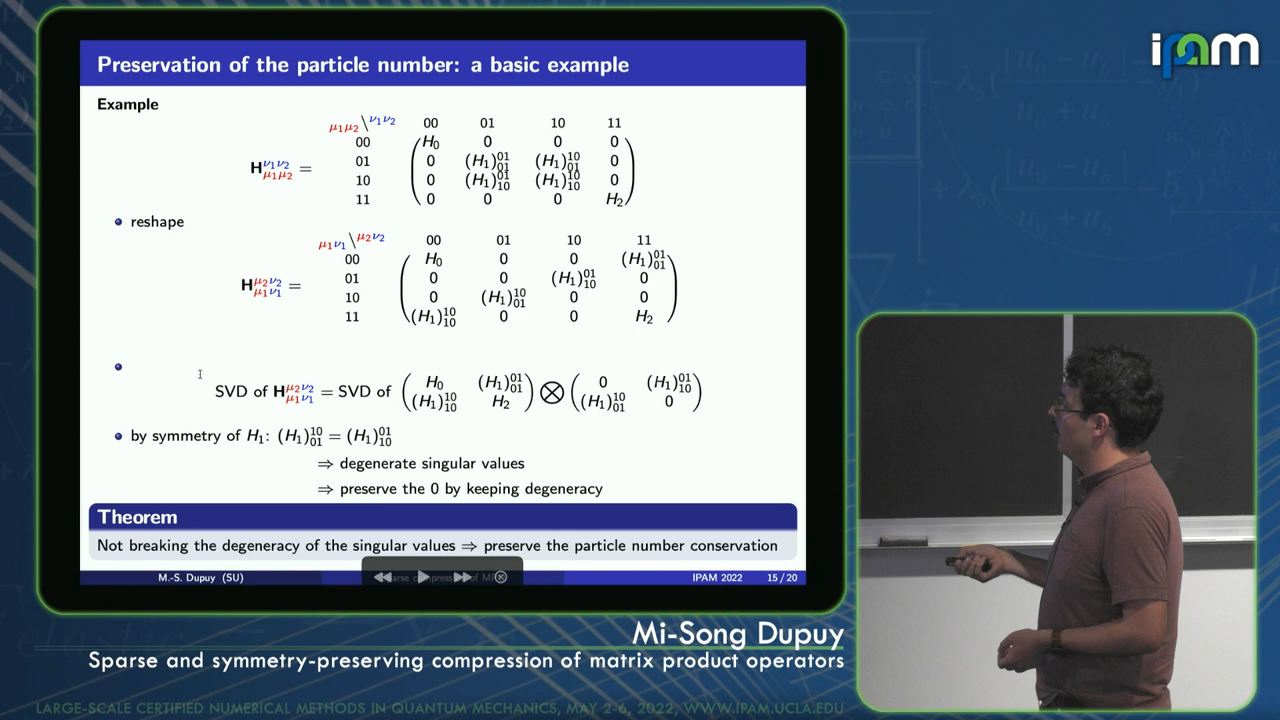 ipam
Preservation of the particle number: a basic example
Example
μ1μ2\ν1ν2 00 01 10 11
00 H0 0 0 0
H^{ν1ν2}_{μ1μ2} =
01 0 (H1)^{01}_{01} (H1)^{10}_{01} 0
10 0 (H1)^{01}_{10} (H1)^{10}_{10} 0
11 0 0 0 H2
reshape
μ1ν1\μ2ν2 00 01 10 11
00 H0 0 0 (H1)^{01}_{01}
H^{μ2ν2}_{μ1ν1} =
01 0 0 (H1)^{01}_{10} 0
10 0 (H1)^{10}_{01} 0 0
11 (H1)^{10}_{10} 0 0 H2
SVD of H^{μ2ν2}_{μ1ν1} = SVD of (H0 (H1)^{01}_{01} (H1)^{10}_{10} H2) ⊗ (0 (H1)^{01}_{10} (H1)^{10}_{01} 0)
by symmetry of H1: (H1)^{10}_{01} = (H1)^{01}_{10}
⇒ degenerate singular values
⇒ preserve the 0 by keeping degeneracy
Theorem
Not breaking the degeneracy of the singular values ⇒ preserve the particle number conservation
M.-S. Dupuy (SU) IPAM 2022 15 / 20
Mi-Song Dupuy
Sparse and symmetry-preserving compression of matrix product operators
LARGE-SCALE CERTIFIED NUMERICAL METHODS IN QUANTUM MECHANICS, MAY 2-6, 2022, WWW.IPAM.UCLA.EDU